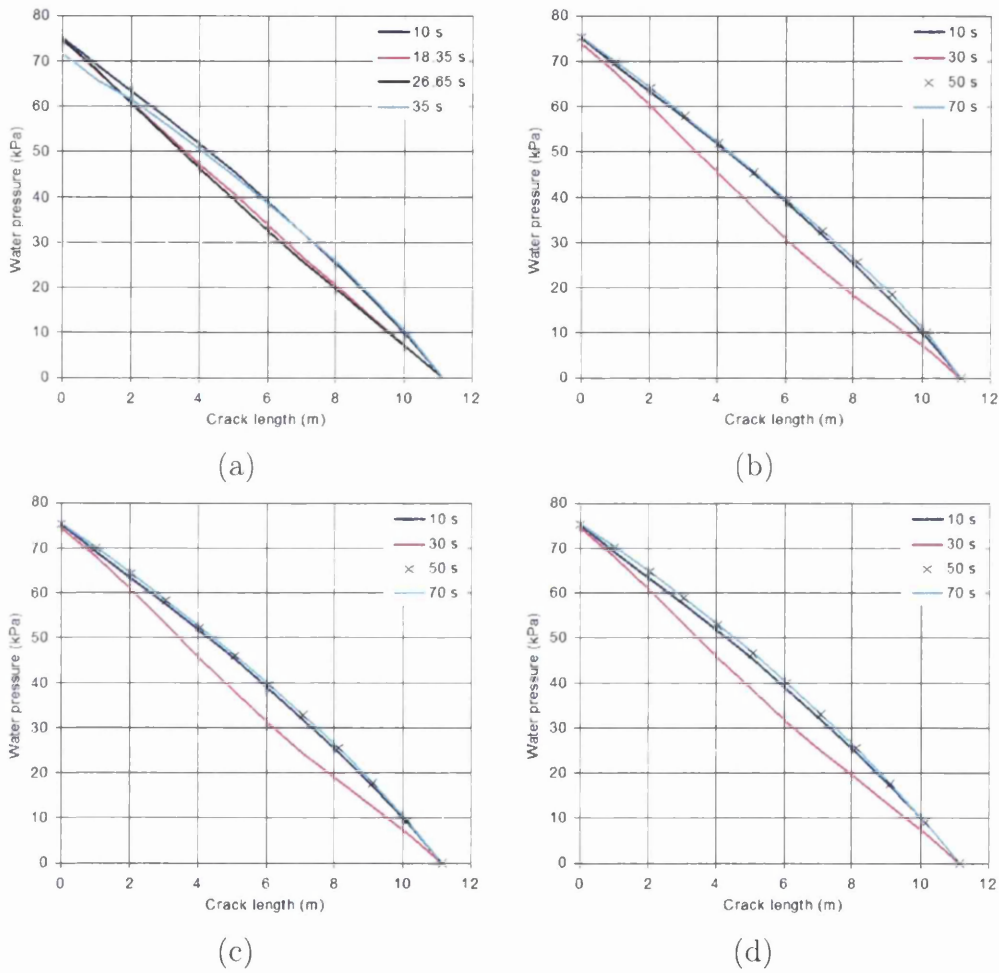 80
70
60
50
40
30
20
10
0
Water pressure (kPa)
10 s
18.35 s
26.65 s
35 s
0 2 4 6 8 10 12
Crack length (m)
(a)
80
70
60
50
40
30
20
10
0
Water pressure (kPa)
10 s
30 s
50 s
70 s
0 2 4 6 8 10 12
Crack length (m)
(b)
80
70
60
50
40
30
20
10
0
Water pressure (kPa)
10 s
30 s
50 s
70 s
0 2 4 6 8 10 12
Crack length (m)
(c)
80
70
60
50
40
30
20
10
0
Water pressure (kPa)
10 s
30 s
50 s
70 s
0 2 4 6 8 10 12
Crack length (m)
(d)